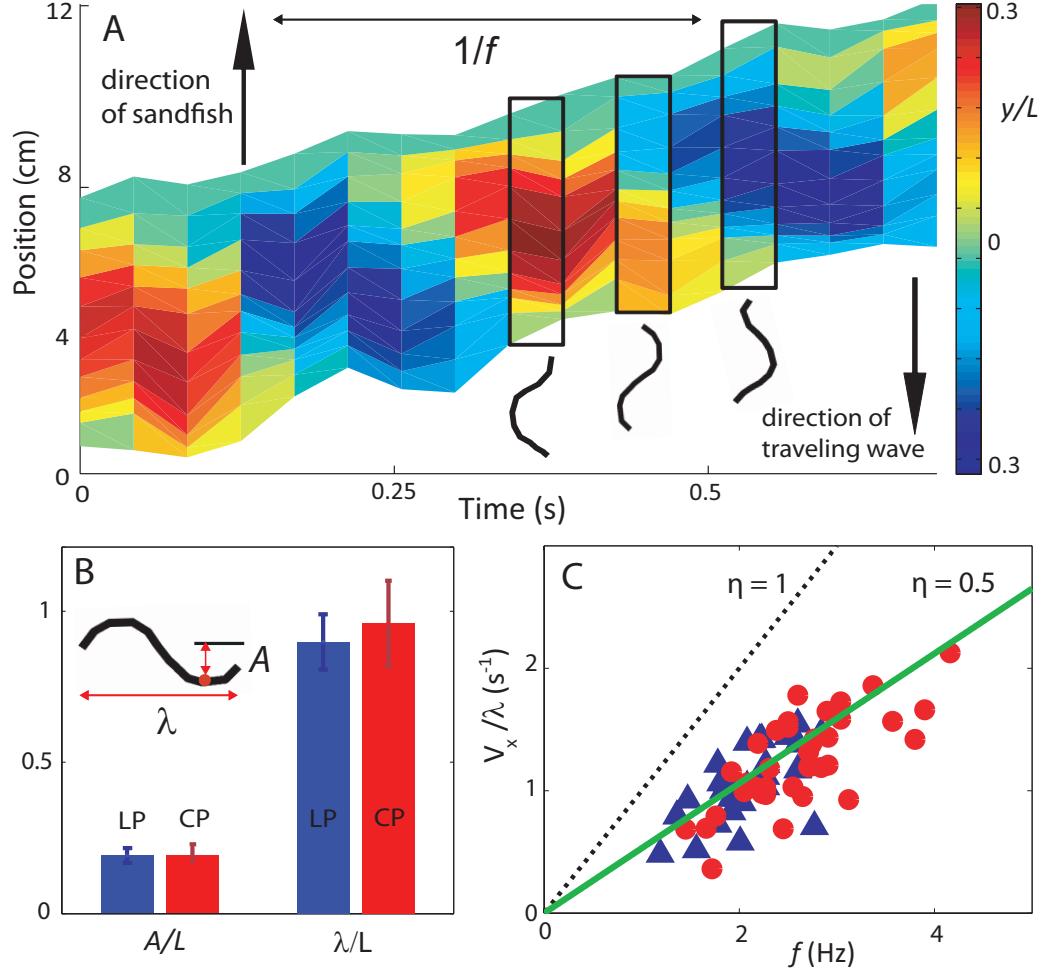 A
12
8
4
0
Position (cm)
direction
of sandfish
1/f
direction of
traveling wave
0
0.25
0.5
Time (s)
0.3
y/L
0
0.3
B
1
0.5
0
A
λ
LP
CP
LP
CP
A/L
λ/L
C
η = 1
η = 0.5
2
1
0
Vx/λ (s-1)
0
2
4
f (Hz)